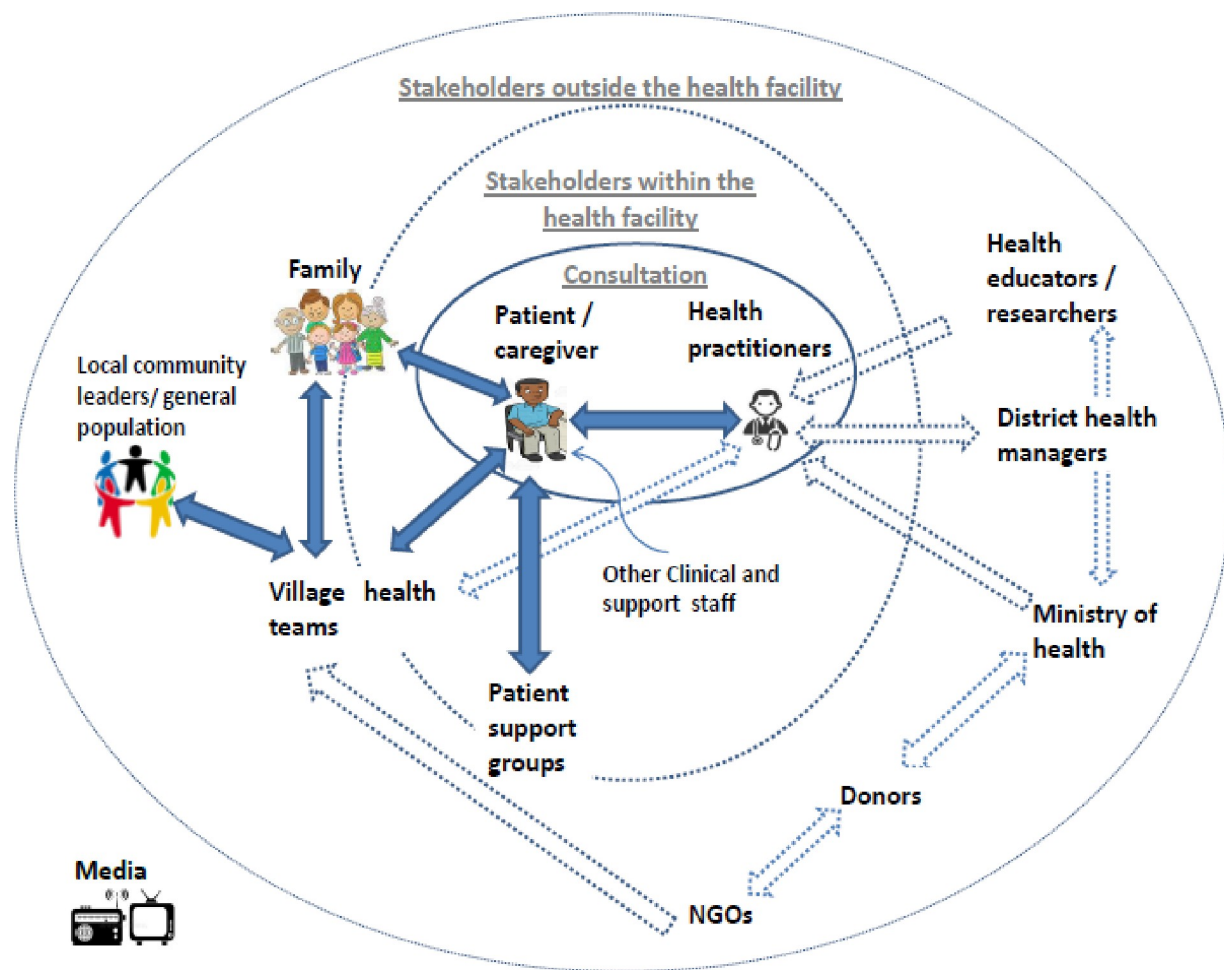 Stakeholders outside the health facility
Stakeholders within the
health facility
Consultation
Family
Patient /
caregiver
Health
practitioners
Health
educators /
researchers
Local community
leaders/ general
population
District health
managers
Village health
teams
Other Clinical and
support staff
Ministry of
health
Patient
support
groups
Donors
Media
NGOs